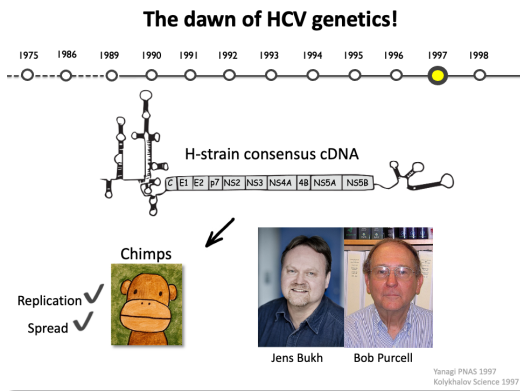 The dawn of HCV genetics!
1975 1986 1989 1990 1991 1992 1993 1994 1995 1996 1997 1998
H-strain consensus cDNA
C E1 E2 p7 NS2 NS3 NS4A 4B NS5A NS5B
Chimps
Replication
Spread
Jens Bukh Bob Purcell
Yanagi PNAS 1997
Kolykhalov Science 1997